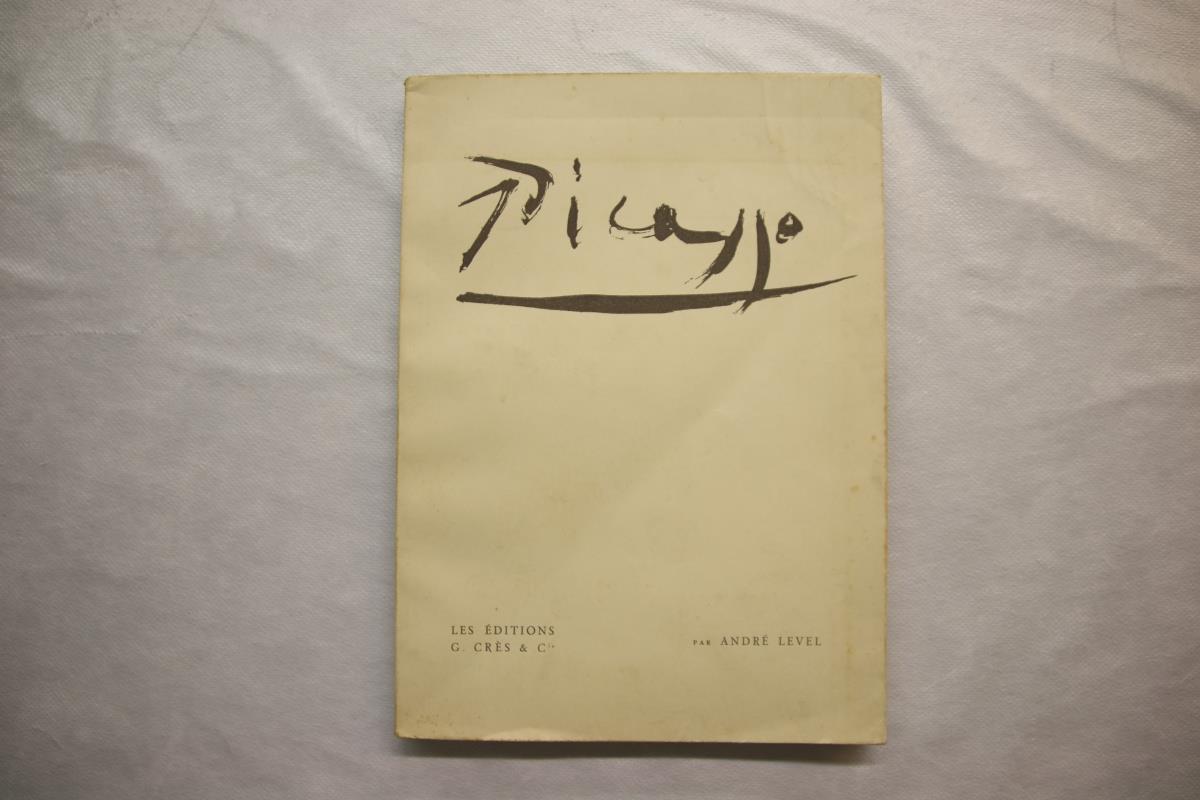 Picasso
LES ÉDITIONS
G. CRÈS & Cie
PAR ANDRÉ LEVEL